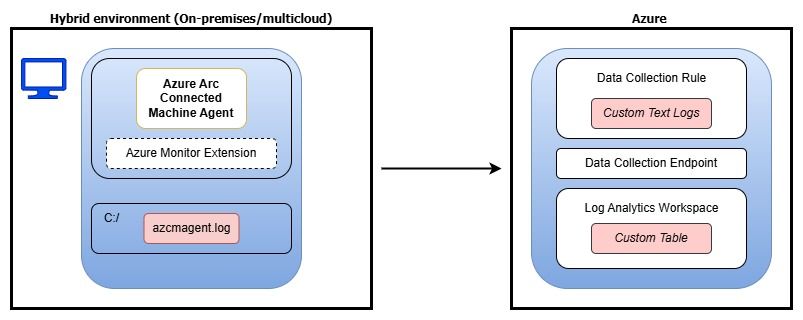 Hybrid environment (On-premises/multicloud)
Azure Arc
Connected
Machine Agent
Azure Monitor Extension
C:/
azcmagent.log
Azure
Data Collection Rule
Custom Text Logs
Data Collection Endpoint
Log Analytics Workspace
Custom Table